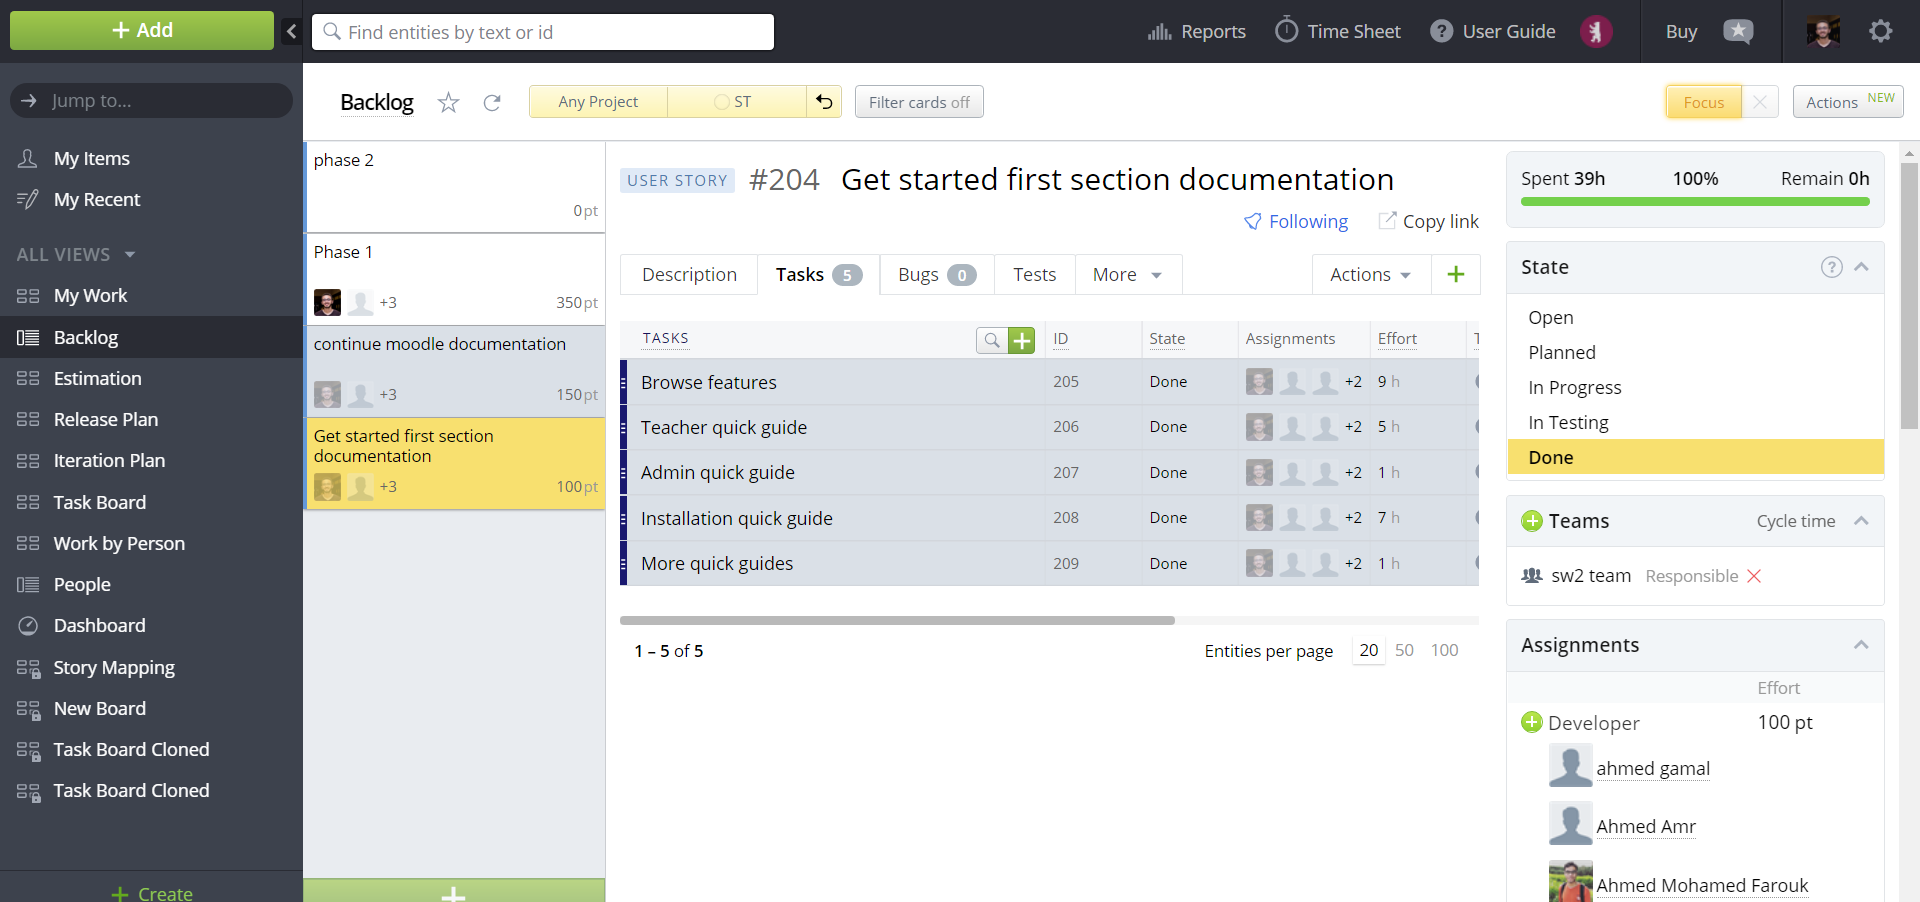 Add
Find entities by text or id
Reports
Time Sheet
User Guide
Buy
Jump to...
My Items
My Recent
ALL VIEWS
My Work
Backlog
Estimation
Release Plan
Iteration Plan
Task Board
Work by Person
People
Dashboard
Story Mapping
New Board
Task Board Cloned
Task Board Cloned
Create
Backlog
Any Project
ST
Filter cards off
Focus
Actions NEW
phase 2
0pt
Phase 1
+3 350pt
continue moodle documentation
+3 150pt
Get started first section
documentation
+3 100pt
USER STORY #204 Get started first section documentation
Following Copy link
Description Tasks 5 Bugs 0 Tests More Actions
TASKS ID State Assignments Effort
Browse features 205 Done +2 9 h
Teacher quick guide 206 Done +2 5 h
Admin quick guide 207 Done +2 1 h
Installation quick guide 208 Done +2 7 h
More quick guides 209 Done +2 1 h
1 – 5 of 5 Entities per page 20 50 100
Spent 39h 100% Remain 0h
State ?
Open
Planned
In Progress
In Testing
Done
Teams Cycle time
sw2 team Responsible
Assignments
Effort
Developer 100 pt
ahmed gamal
Ahmed Amr
Ahmed Mohamed Farouk